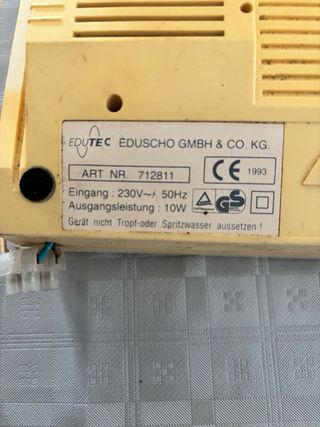 EDUTEC EDUSCHO GMBH & CO. KG.
ART NR. 712811
CE 1993
Eingang : 230V~/ 50Hz
Ausgangsleistung : 10W
GS
Gerät nicht Tropf-oder Spritzwasser aussetzen !